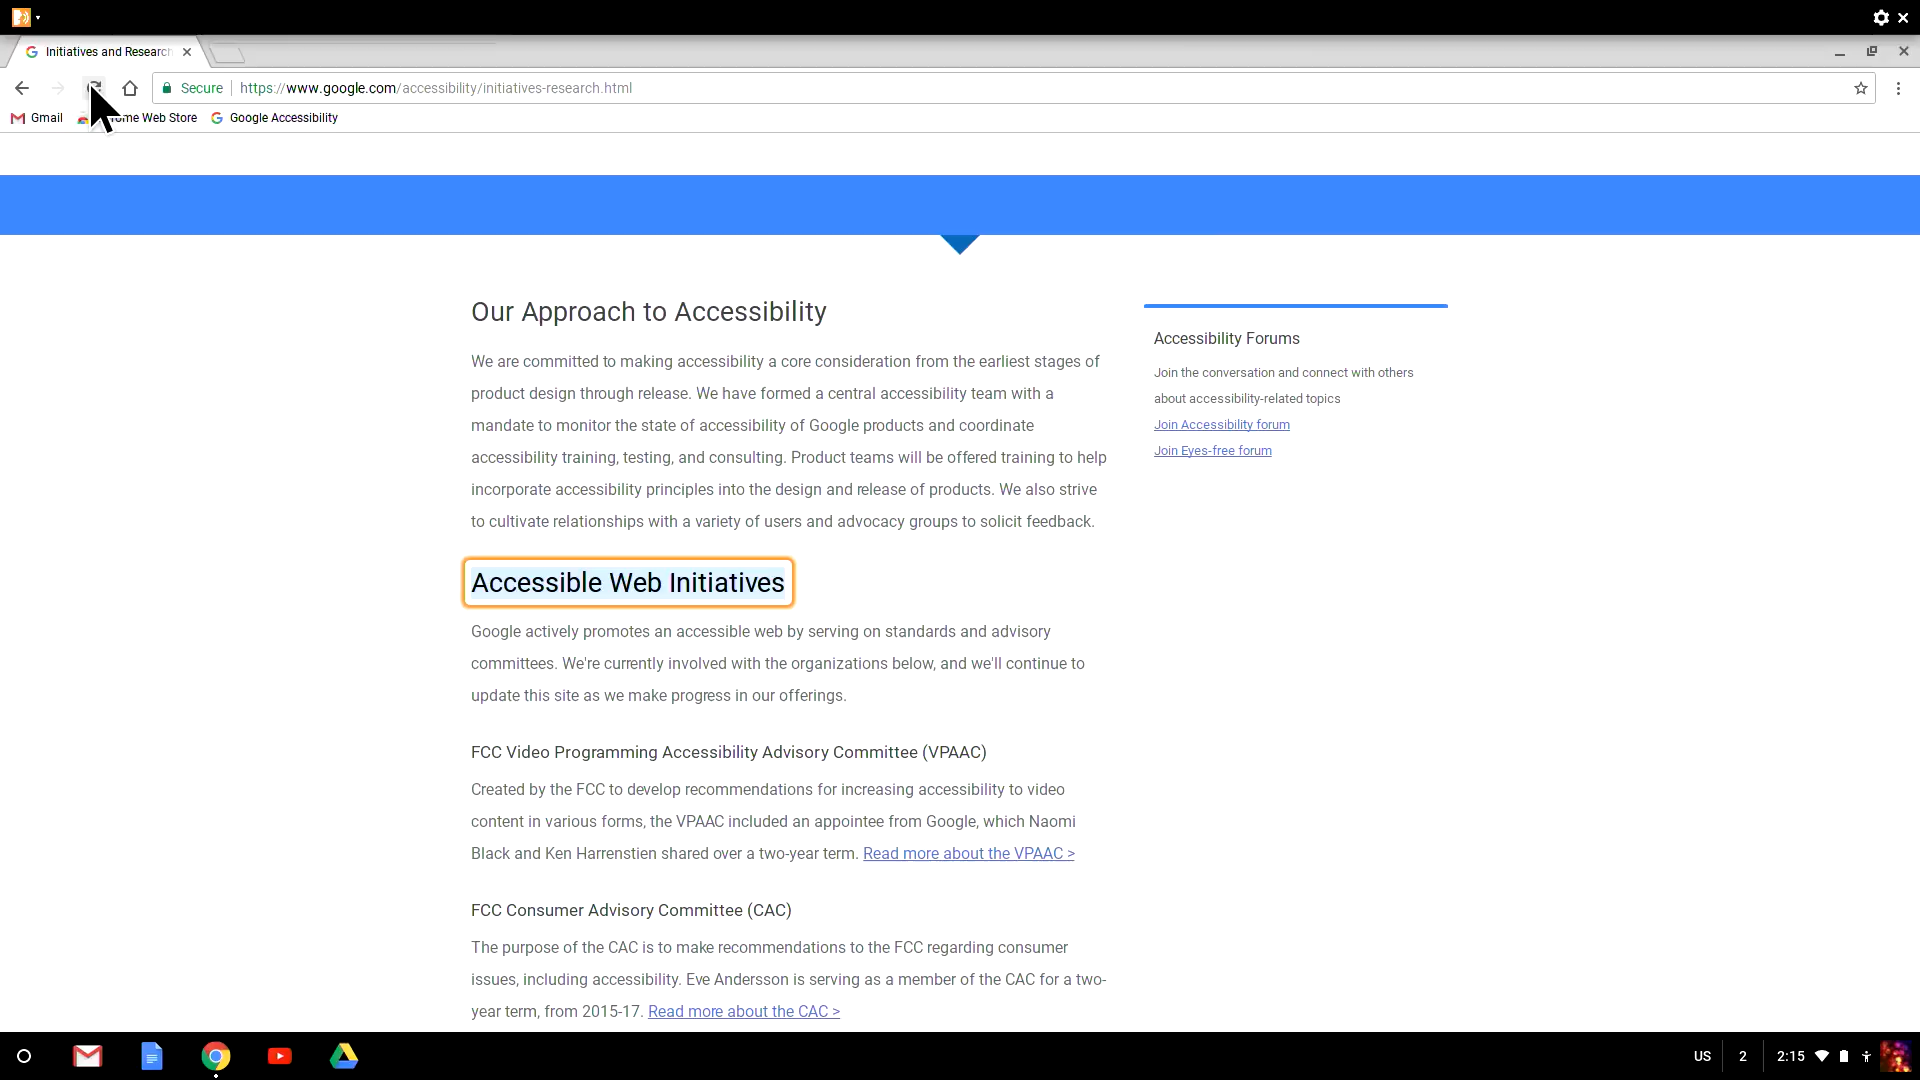 Initiatives and Research
Secure https://www.google.com/accessibility/initiatives-research.html
Gmail
Web Store
Google Accessibility
Our Approach to Accessibility
We are committed to making accessibility a core consideration from the earliest stages of
product design through release. We have formed a central accessibility team with a
mandate to monitor the state of accessibility of Google products and coordinate
accessibility training, testing, and consulting. Product teams will be offered training to help
incorporate accessibility principles into the design and release of products. We also strive
to cultivate relationships with a variety of users and advocacy groups to solicit feedback.
Accessible Web Initiatives
Google actively promotes an accessible web by serving on standards and advisory
committees. We're currently involved with the organizations below, and we'll continue to
update this site as we make progress in our offerings.
FCC Video Programming Accessibility Advisory Committee (VPAAC)
Created by the FCC to develop recommendations for increasing accessibility to video
content in various forms, the VPAAC included an appointee from Google, which Naomi
Black and Ken Harrenstien shared over a two-year term. Read more about the VPAAC >
FCC Consumer Advisory Committee (CAC)
The purpose of the CAC is to make recommendations to the FCC regarding consumer
issues, including accessibility. Eve Andersson is serving as a member of the CAC for a two-
year term, from 2015-17. Read more about the CAC >
Accessibility Forums
Join the conversation and connect with others
about accessibility-related topics
Join Accessibility forum
Join Eyes-free forum
US 2 2:15